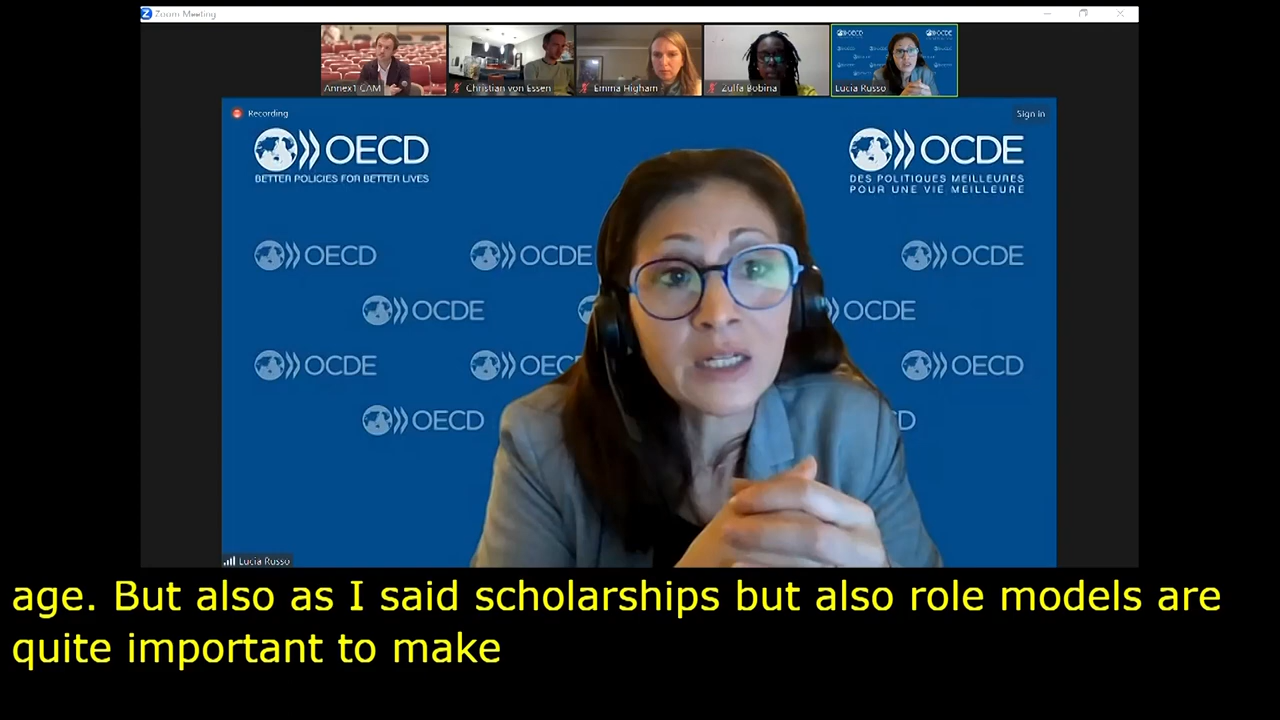 Zoom Meeting
Annex1 CAM
Christian von Essen
Emma Higham
Zulfa Bobina
Lucia Russo
Recording
Sign in
OECD
BETTER POLICIES FOR BETTER LIVES
OCDE
DES POLITIQUES MEILLEURES
POUR UNE VIE MEILLEURE
OECD
OCDE
OCDE
OCDE
OCDE
OCDE
OECD
OECD
OECD
Lucia Russo
age. But also as I said scholarships but also role models are
quite important to make